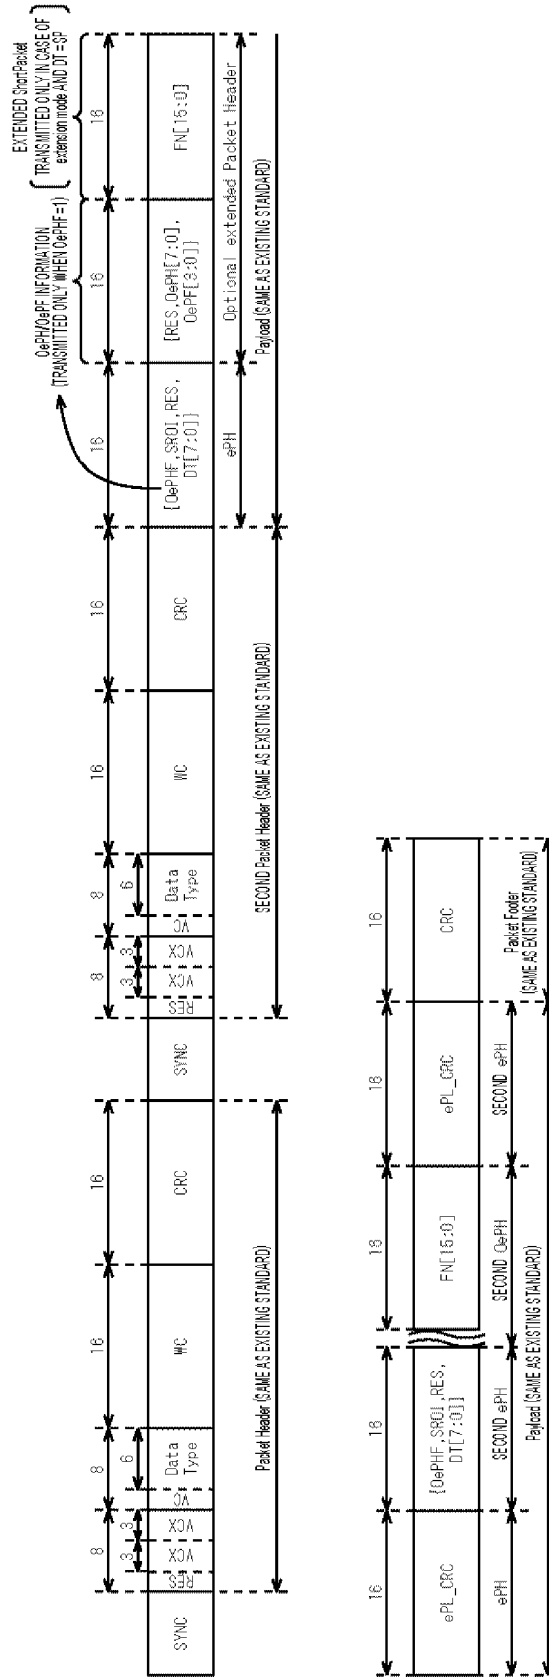 EXTENDED ShortPacket
TRANSMITTED ONLY IN CASE OF
extension mode AND DT=SP
OePH/OePF INFORMATION
(TRANSMITTED ONLY WHEN OePHF=1)
8
16
16
8
16
16
16
16
16
3
3
6
3
3
6
SYNC
RES
VCX
VCX
VC
Data
Type
WC
CRC
SYNC
RES
VCX
VCX
VC
Data
Type
WC
CRC
[OePHF,SROI,RES,
DT[7:0]]
[RES,OePH[7:0],
OePF[3:0]]
FN[15:0]
ePH
Optional extended Packet Header
Packet Header (SAME AS EXISTING STANDARD)
SECOND Packet Header (SAME AS EXISTING STANDARD)
Payload (SAME AS EXISTING STANDARD)
16
16
16
16
16
ePL_CRC
[OePHF,SROI,RES,
DT[7:0]]
FN[15:0]
ePL_CRC
CRC
ePH
SECOND ePH
SECOND OePH
SECOND ePH
Packet Footer
(SAME AS EXISTING STANDARD)
Payload (SAME AS EXISTING STANDARD)